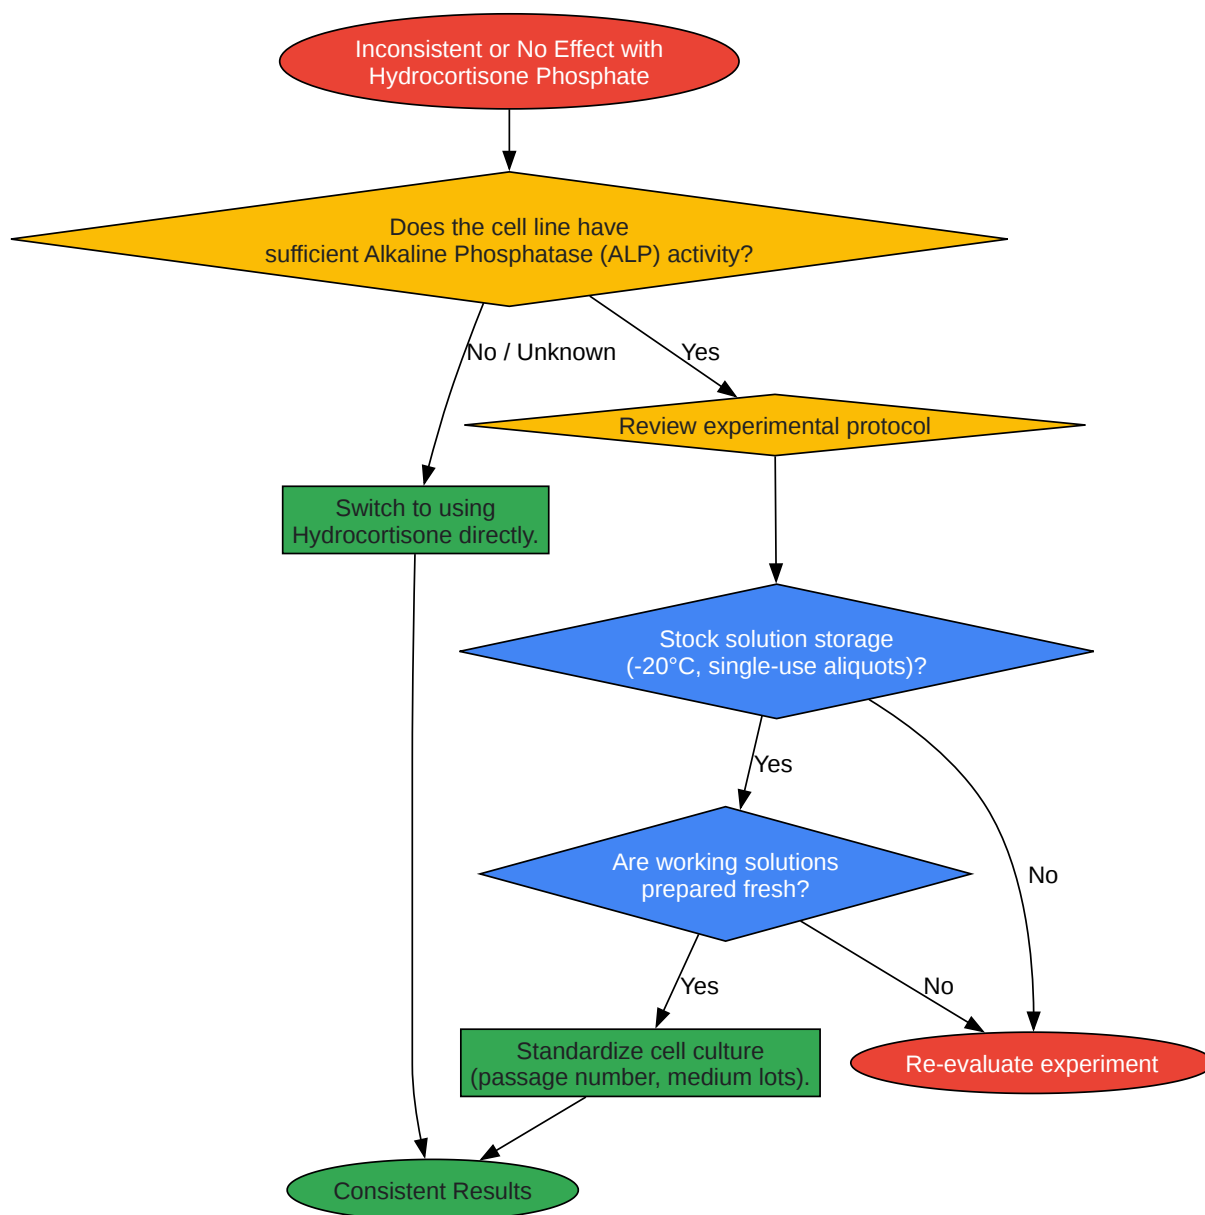 Inconsistent or No Effect with
Hydrocortisone Phosphate
Does the cell line have
sufficient Alkaline Phosphatase (ALP) activity?
No / Unknown
Yes
Review experimental protocol
Switch to using
Hydrocortisone directly.
Stock solution storage
(-20°C, single-use aliquots)?
Yes
Are working solutions
prepared fresh?
No
Yes
No
Standardize cell culture
(passage number, medium lots).
Re-evaluate experiment
Consistent Results